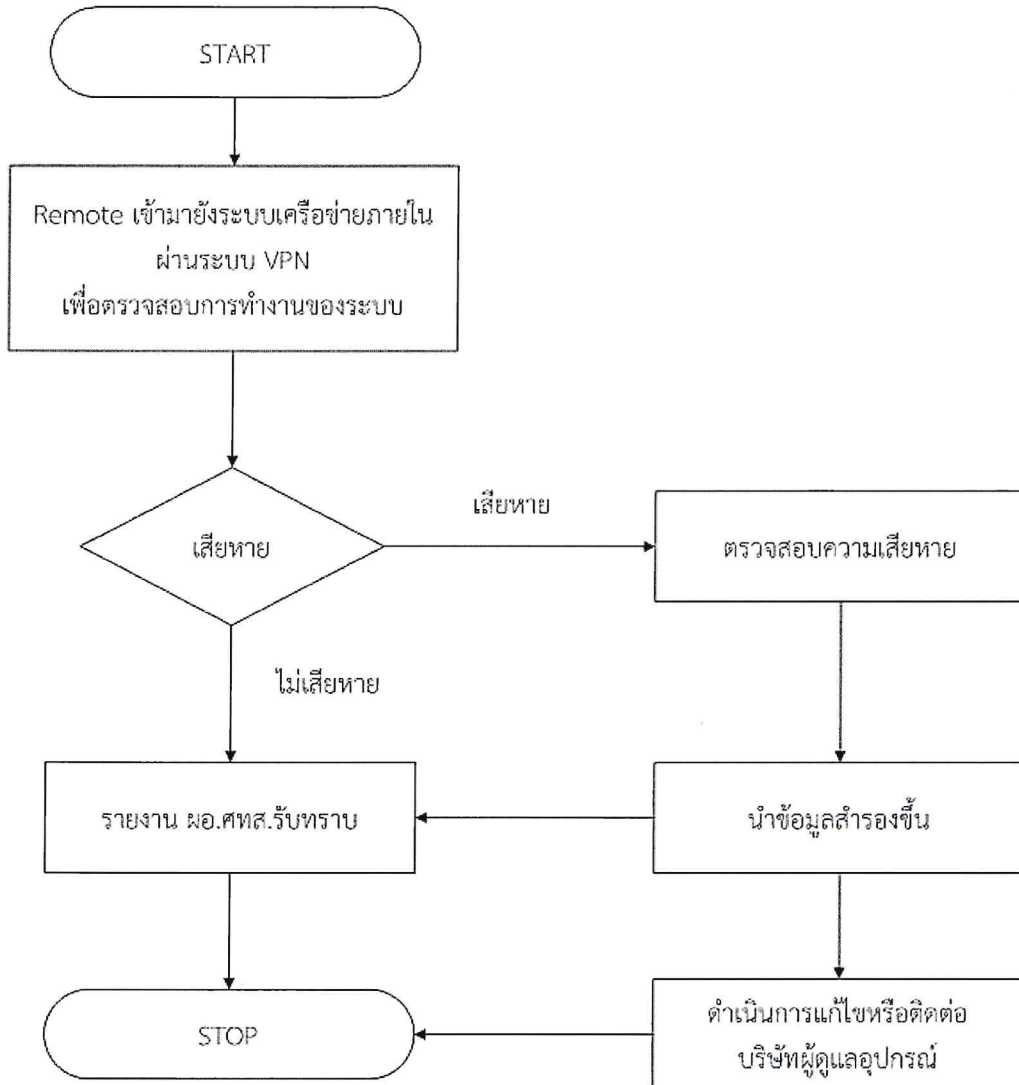 START
Remote เข้ามายังระบบเครือข่ายภายใน
ผ่านระบบ VPN
เพื่อตรวจสอบการทำงานของระบบ
เสียหาย
เสียหาย
ตรวจสอบความเสียหาย
ไม่เสียหาย
รายงาน ผอ.ศทส.รับทราบ
นำข้อมูลสำรองขึ้น
STOP
ดำเนินการแก้ไขหรือติดต่อ
บริษัทผู้ดูแลอุปกรณ์